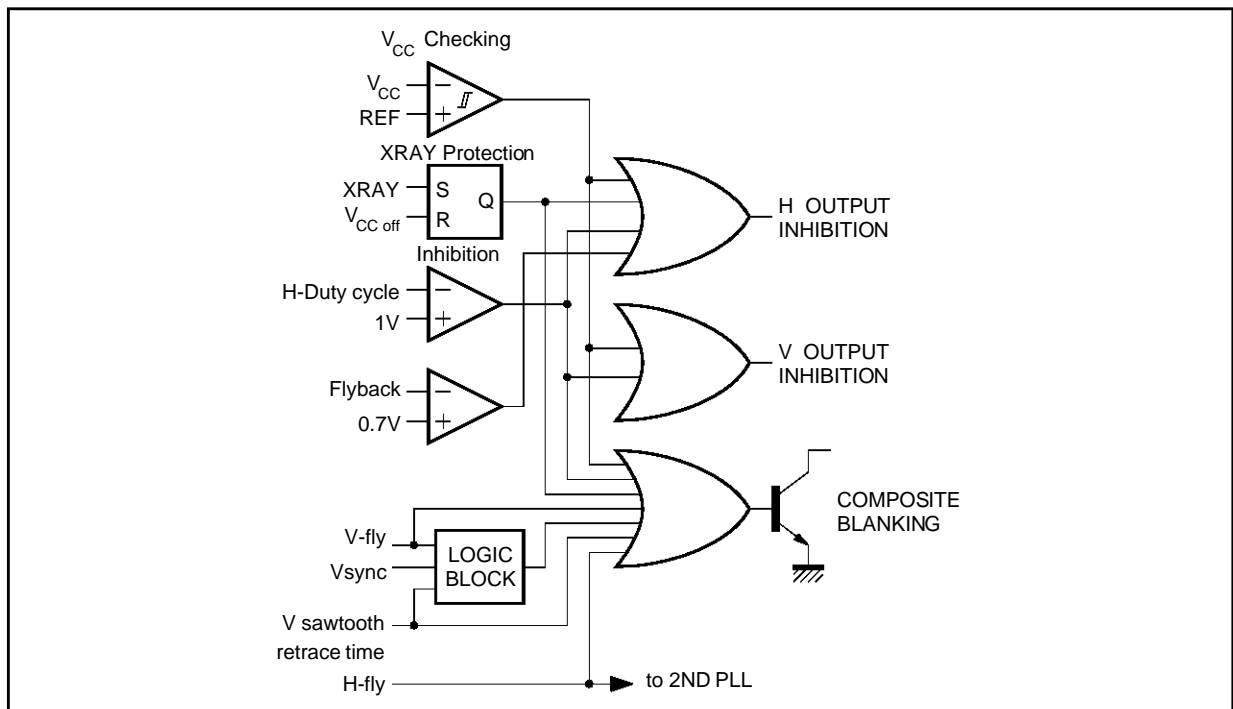 VCC Checking
VCC
−
REF
+
XRAY Protection
XRAY
S
Q
VCC off
R
H OUTPUT
INHIBITION
Inhibition
H-Duty cycle
−
1V
+
V OUTPUT
INHIBITION
Flyback
−
0.7V
+
COMPOSITE
BLANKING
V-fly
Vsync
LOGIC
BLOCK
V sawtooth
retrace time
H-fly
to 2ND PLL